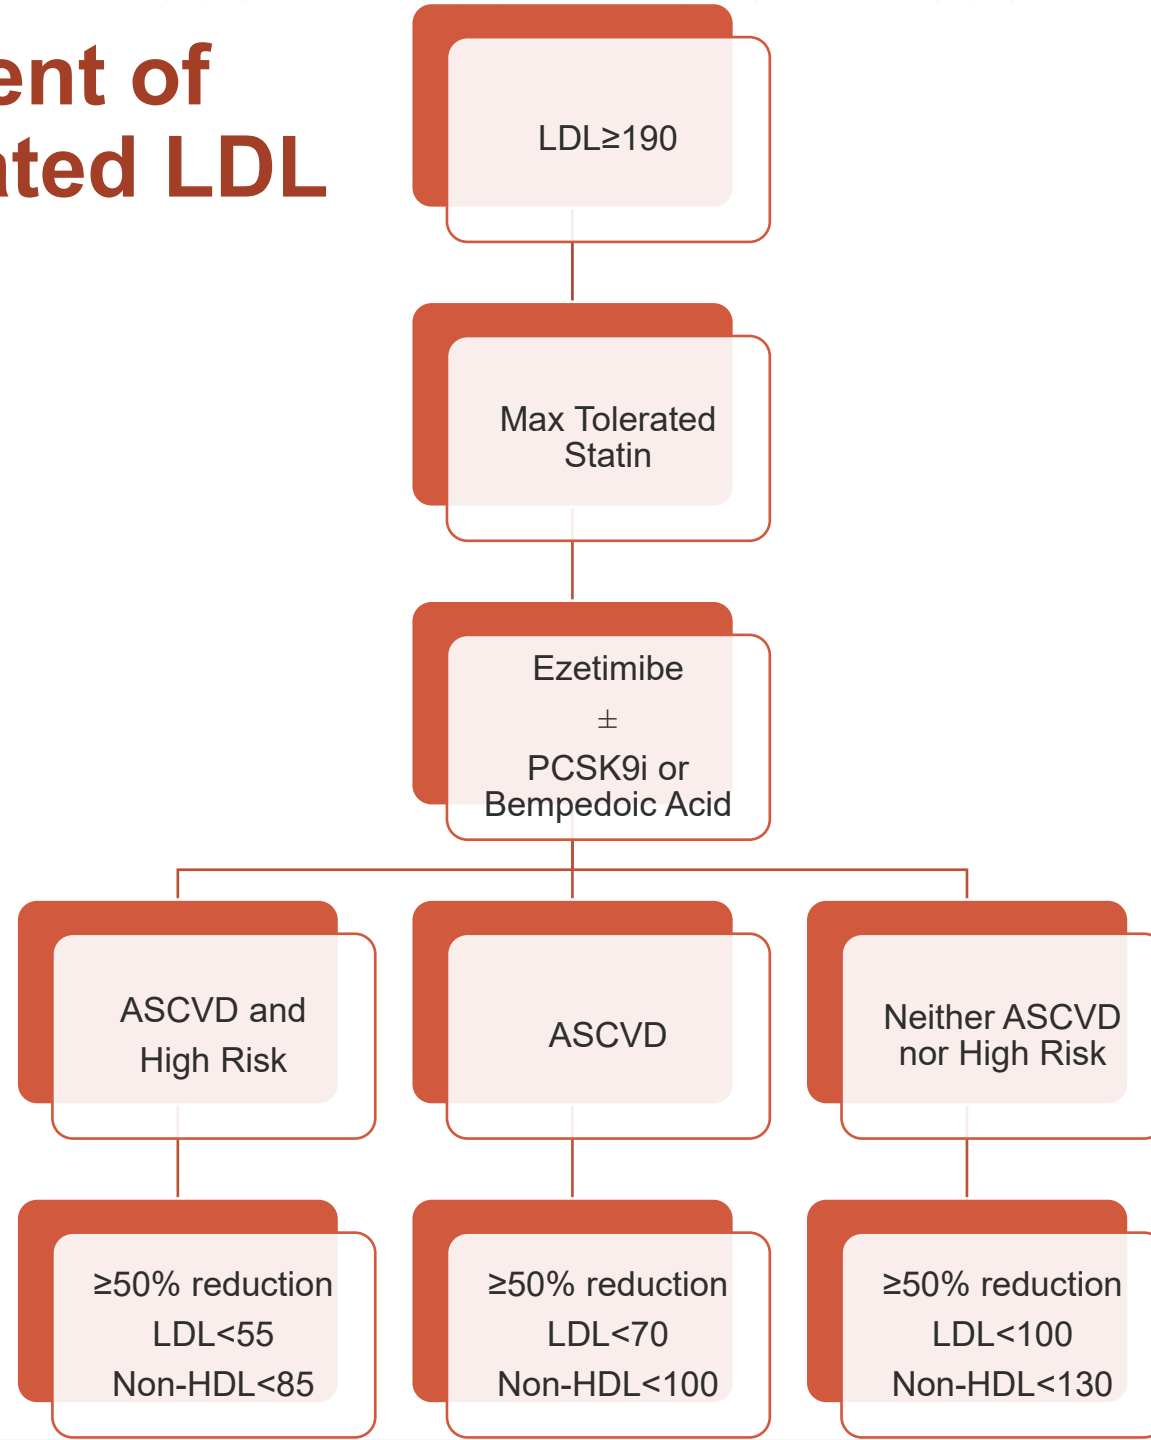 ent of
ated LDL
LDL≥190
Max Tolerated
Statin
Ezetimibe
±
PCSK9i or
Bempedoic Acid
ASCVD and
High Risk
ASCVD
Neither ASCVD
nor High Risk
≥50% reduction
LDL<55
Non-HDL<85
≥50% reduction
LDL<70
Non-HDL<100
≥50% reduction
LDL<100
Non-HDL<130